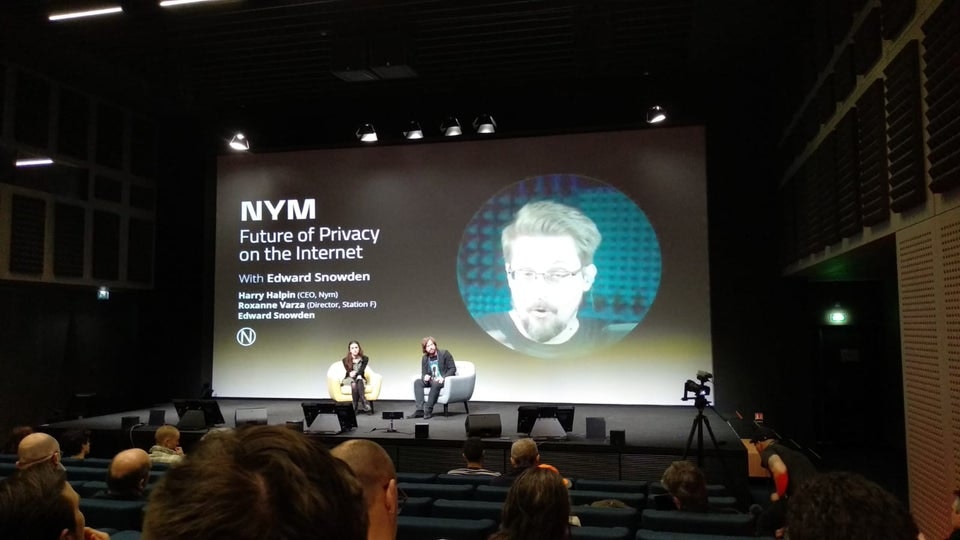 NYM
Future of Privacy
on the Internet
With Edward Snowden
Harry Halpin (CEO, Nym)
Roxanne Varza (Director, Station F)
Edward Snowden
N